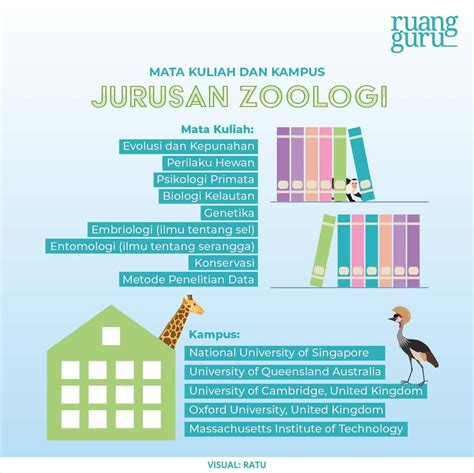 ruang
guru
MATA KULIAH DAN KAMPUS
JURUSAN ZOOLOGI
Mata Kuliah:
Evolusi dan Kepunahan
Perilaku Hewan
Psikologi Primata
Biologi Kelautan
Genetika
Embriologi (ilmu tentang sel)
Entomologi (ilmu tentang serangga)
Konservasi
Metode Penelitian Data
Kampus:
National University of Singapore
University of Queensland Australia
University of Cambridge, United Kingdom
Oxford University, United Kingdom
Massachusetts Institute of Technology
VISUAL: RATU